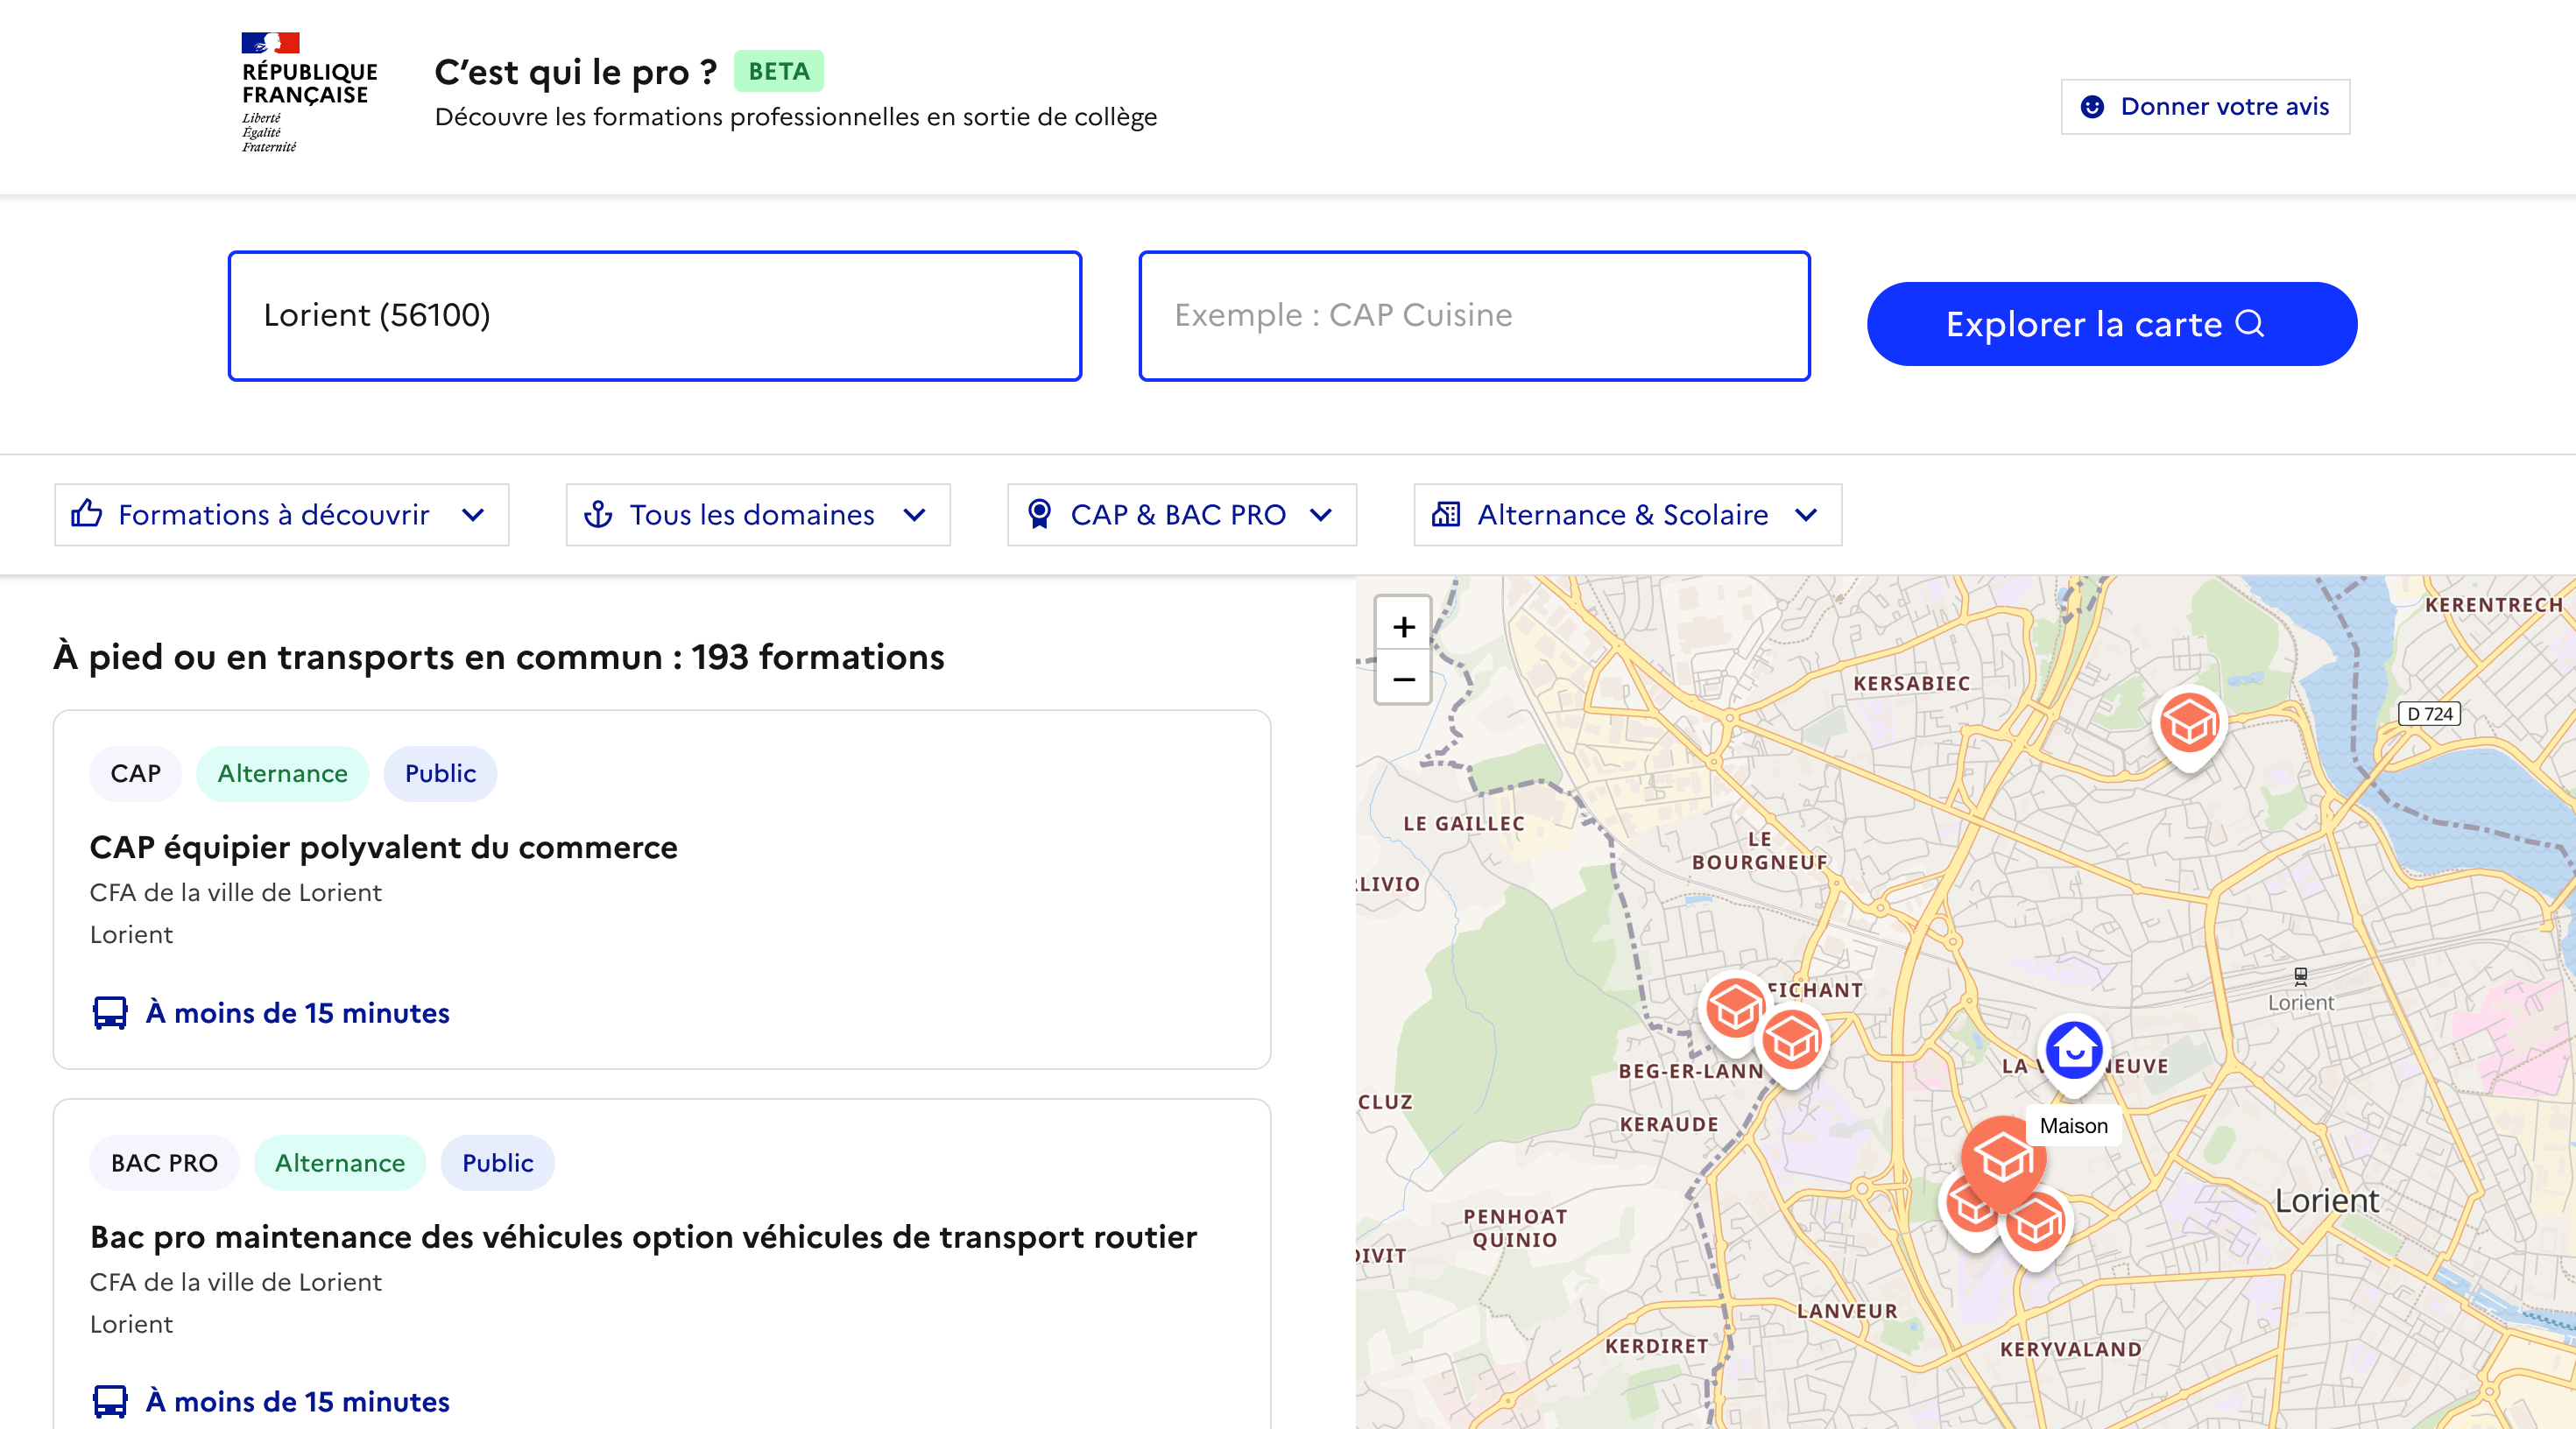 RÉPUBLIQUE
FRANÇAISE
Liberté
Égalité
Fraternité
C’est qui le pro ? BETA
Découvre les formations professionnelles en sortie de collège
Donner votre avis
Lorient (56100)
Exemple : CAP Cuisine
Explorer la carte
Formations à découvrir
Tous les domaines
CAP & BAC PRO
Alternance & Scolaire
À pied ou en transports en commun : 193 formations
CAP Alternance Public
CAP équipier polyvalent du commerce
CFA de la ville de Lorient
Lorient
À moins de 15 minutes
BAC PRO Alternance Public
Bac pro maintenance des véhicules option véhicules de transport routier
CFA de la ville de Lorient
Lorient
À moins de 15 minutes
+
−
KERENTRECH
KERSABIEC
D 724
LE GAILLEC
LE
BOURGNEUF
LIVIO
FICHANT
Lorient
BEG-ER-LANN
LA V NEUVE
CLUZ
KERAUDE
Maison
PENHOAT
QUINIO
Lorient
DIVIT
LANVEUR
KERDIRET
KERYVALAND